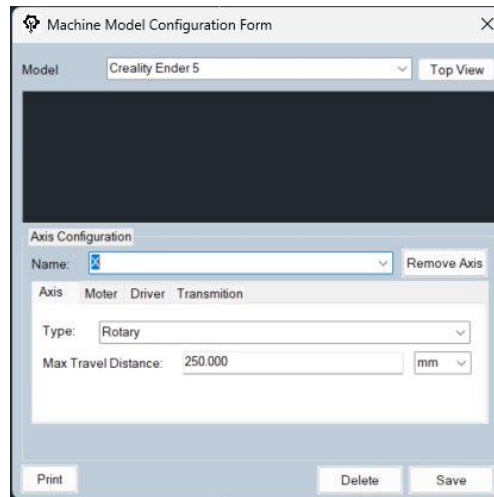 Machine Model Configuration Form
Model Creality Ender 5 Top View
Axis Configuration
Name: X Remove Axis
Axis Moter Driver Transmition
Type: Rotary
Max Travel Distance: 250.000 mm
Print Delete Save